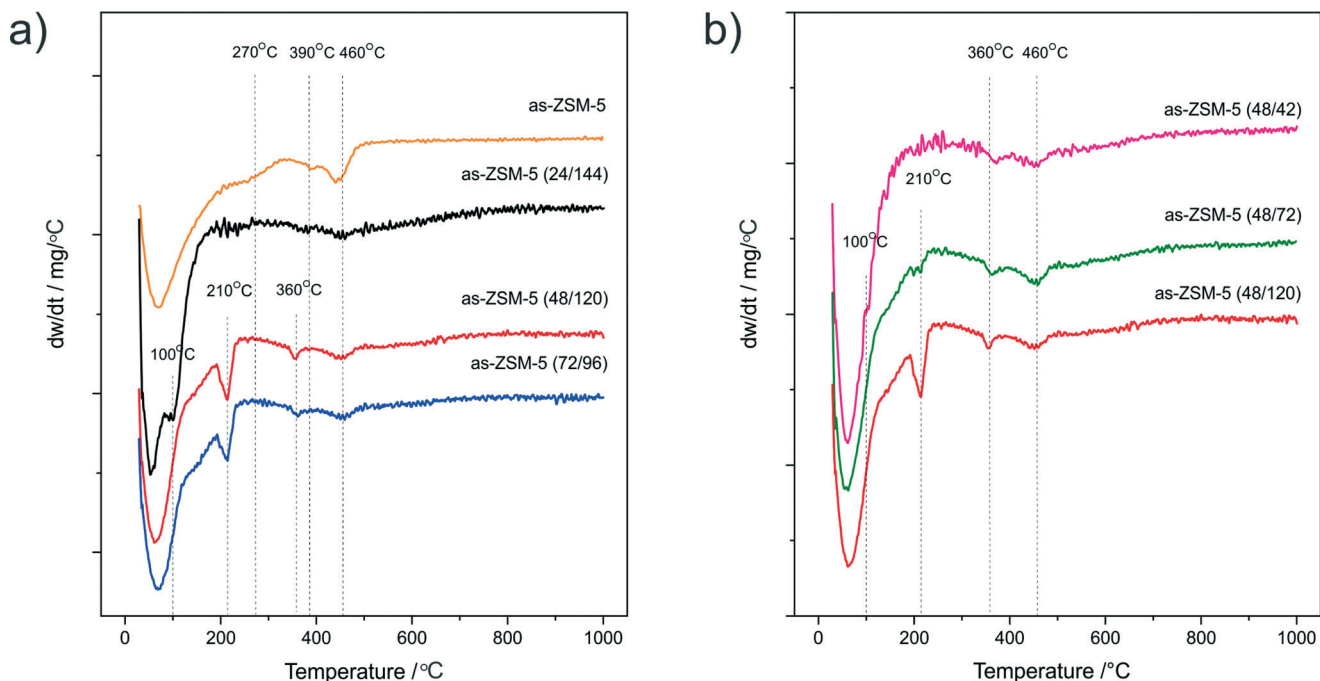 a)
270°C 390°C 460°C
as-ZSM-5
as-ZSM-5 (24/144)
210°C 360°C
as-ZSM-5 (48/120)
100°C
as-ZSM-5 (72/96)
dw/dt / mg/°C
0 200 400 600 800 1000
Temperature /°C
b)
360°C 460°C
as-ZSM-5 (48/42)
210°C
as-ZSM-5 (48/72)
100°C
as-ZSM-5 (48/120)
dw/dt / mg/°C
0 200 400 600 800 1000
Temperature /°C